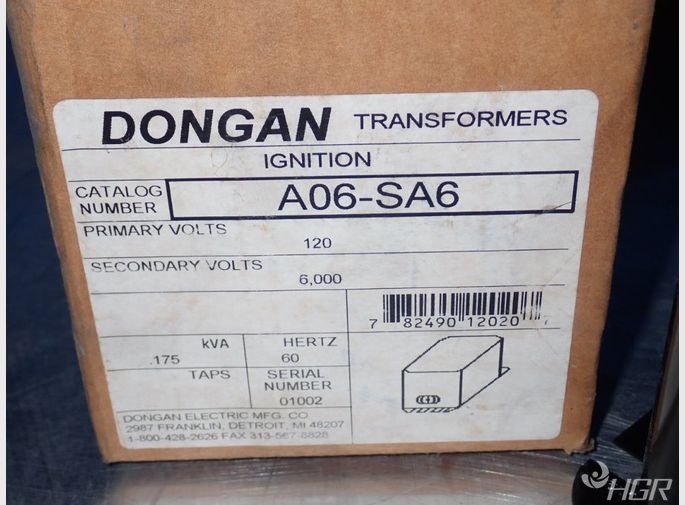 DONGAN TRANSFORMERS
IGNITION
CATALOG NUMBER A06-SA6
PRIMARY VOLTS
120
SECONDARY VOLTS
6,000
7 82490 12020
kVA HERTZ
.175 60
TAPS SERIAL NUMBER
01002
DONGAN ELECTRIC MFG. CO
2987 FRANKLIN, DETROIT, MI 48207
1-800-428-2626 FAX 313-567-8828
HGR